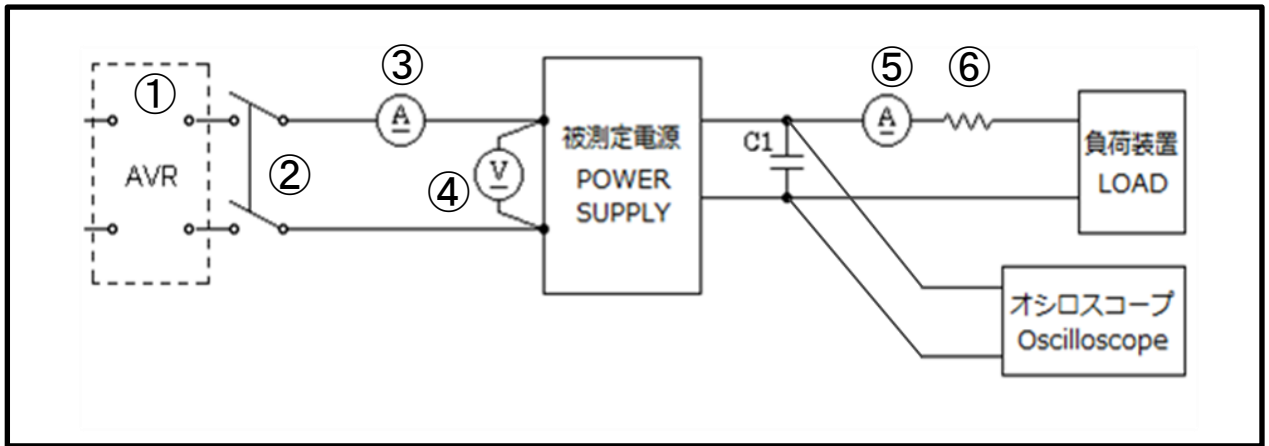 ①
AVR
②
③
A
④
V
被測定電源
POWER
SUPPLY
C1
⑤
A
⑥
負荷装置
LOAD
オシロスコープ
Oscilloscope